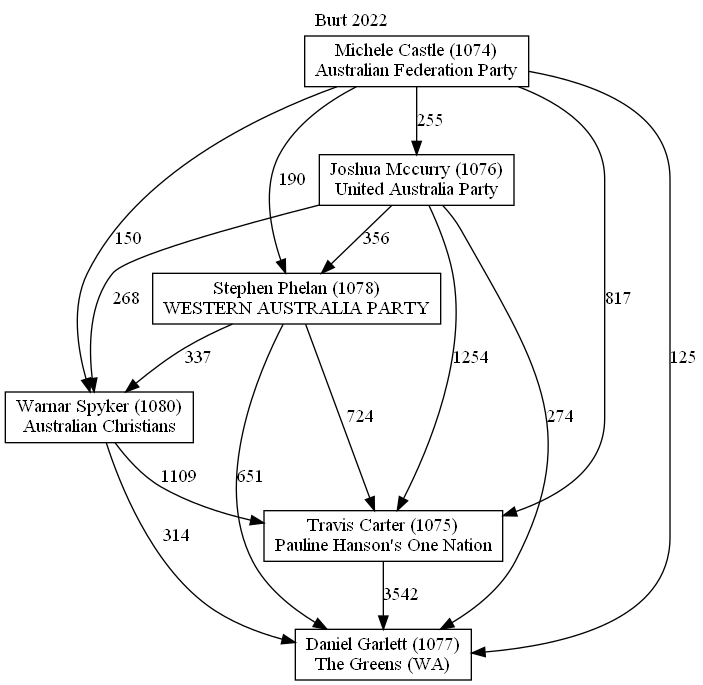 Burt 2022
Michele Castle (1074)
Australian Federation Party
255
Joshua Mccurry (1076)
United Australia Party
190
356
150
268
Stephen Phelan (1078)
WESTERN AUSTRALIA PARTY
817
337
1254
125
Warnar Spyker (1080)
Australian Christians
724
274
1109
651
Travis Carter (1075)
Pauline Hanson's One Nation
314
3542
Daniel Garlett (1077)
The Greens (WA)